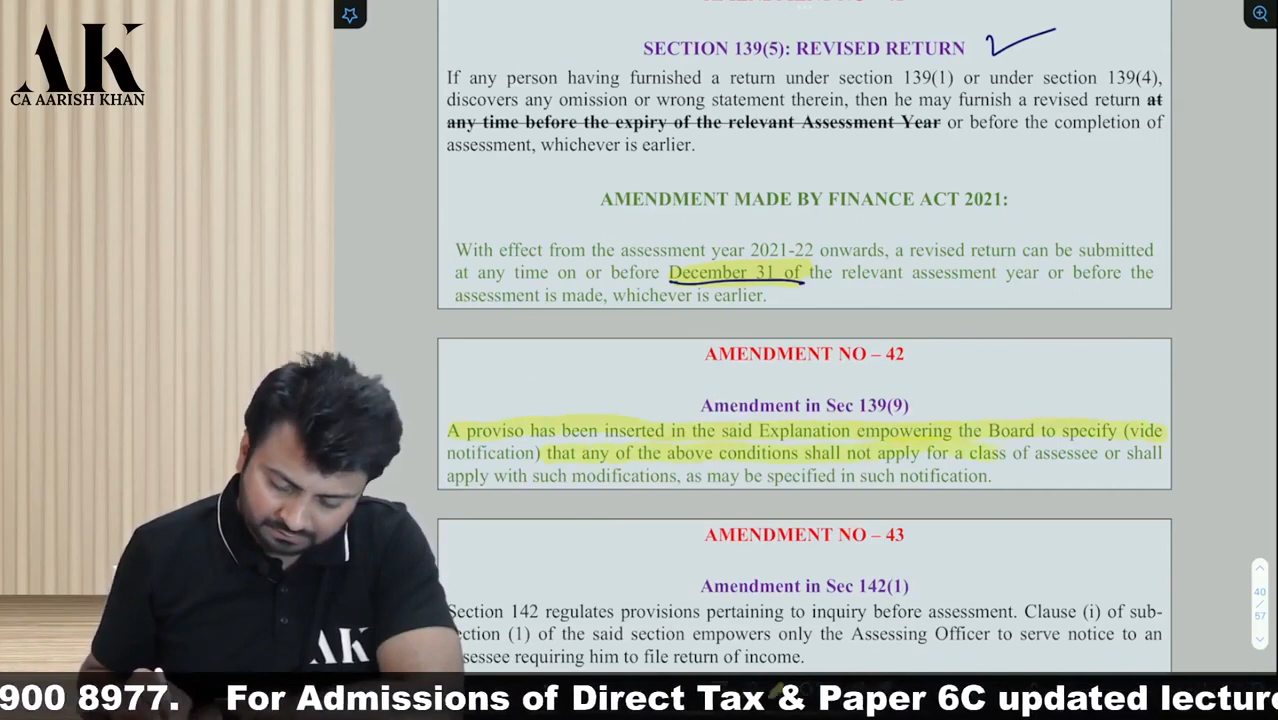 AK
CA AARISH KHAN
SECTION 139(5): REVISED RETURN
If any person having furnished a return under section 139(1) or under section 139(4),
discovers any omission or wrong statement therein, then he may furnish a revised return at
any time before the expiry of the relevant Assessment Year or before the completion of
assessment, whichever is earlier.
AMENDMENT MADE BY FINANCE ACT 2021:
With effect from the assessment year 2021-22 onwards, a revised return can be submitted
at any time on or before December 31 of the relevant assessment year or before the
assessment is made, whichever is earlier.
AMENDMENT NO – 42
Amendment in Sec 139(9)
A proviso has been inserted in the said Explanation empowering the Board to specify (vide
notification) that any of the above conditions shall not apply for a class of assessee or shall
apply with such modifications, as may be specified in such notification.
AMENDMENT NO – 43
Amendment in Sec 142(1)
Section 142 regulates provisions pertaining to inquiry before assessment. Clause (i) of sub-
ection (1) of the said section empowers only the Assessing Officer to serve notice to an
ssessee requiring him to file return of income.
40
/
57
AK
900 8977. For Admissions of Direct Tax & Paper 6C updated lecture